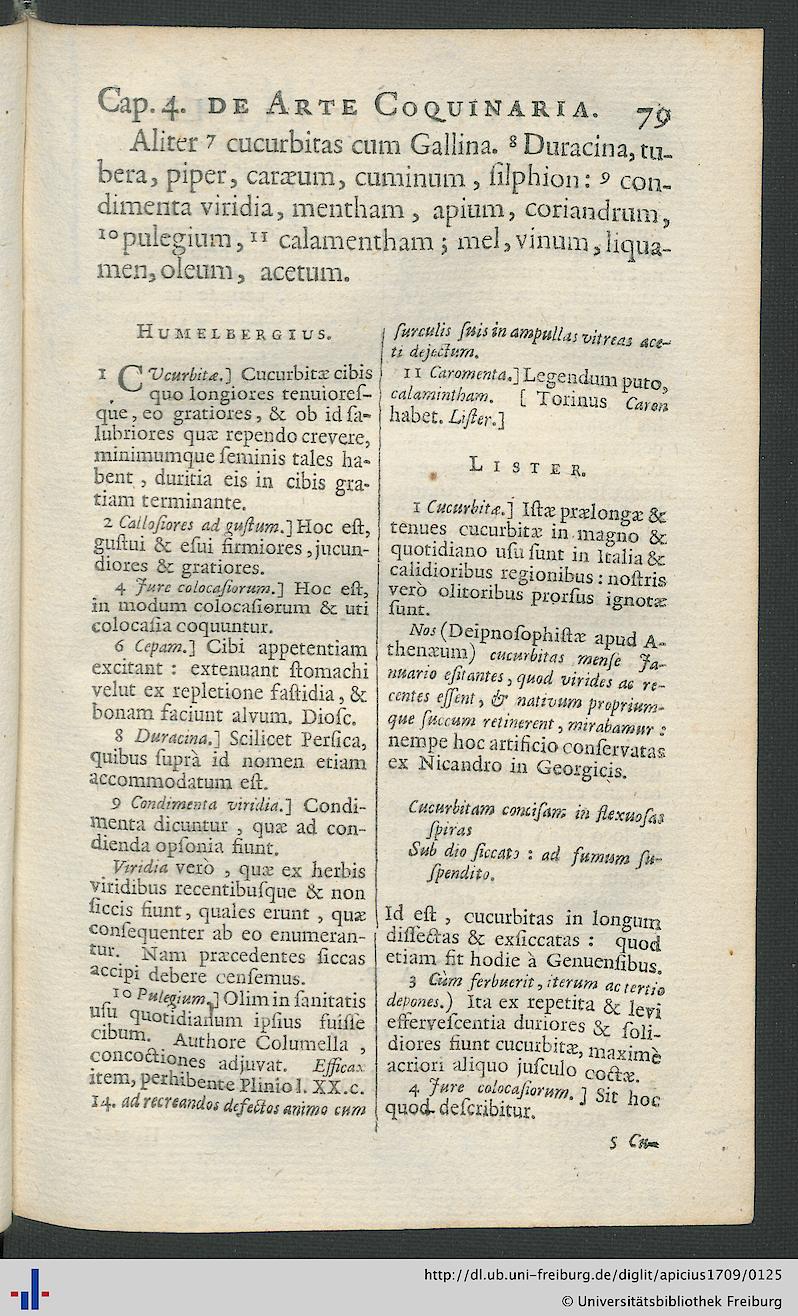 Cap. 4. DE ARTE COQUINARIA. 79
Aliter 7 cucurbitas cum Gallina. 8 Duracina, tu-
bera, piper, caræum, cuminum, ſilphion: 9 con-
dimenta viridia, mentham, apium, coriandrum,
10 pulegium, 11 calamentham; mel, vinum, liqua-
men, oleum, acetum.
HUMELBERGIUS.
1 CUcurbitæ.] Cucurbitæ cibis
quo longiores tenuioreſ-
que, eo gratiores, & ob id ſa-
lubriores quæ rependo crevere,
minimumque ſeminis tales ha-
bent, duritia eis in cibis gra-
tiam terminante.
2 Calloſiores ad guſtum.] Hoc eſt,
guſtui & eſui firmiores, jucun-
diores & gratiores.
4 Jure colocaſiorum.] Hoc eſt,
in modum colocaſiorum & uti
colocaſia coquuntur.
6 Cepam.] Cibi appetentiam
excitant: extenuant ſtomachi
velut ex repletione faſtidia, &
bonam faciunt alvum. Dioſc.
8 Duracina.] Scilicet Perſica,
quibus ſuprà id nomen etiam
accommodatum eſt.
9 Condimenta viridia.] Condi-
menta dicuntur, quæ ad con-
dienda opſonia fiunt.
Viridia verò, quæ ex herbis
viridibus recentibuſque & non
ſiccis fiunt, quales erunt, quæ
conſequenter ab eo enumeran-
tur. Nam præcedentes ſiccas
accipi debere cenſemus.
10 Pulegium.] Olim in ſanitatis
uſu quotidianum ipſius fuiſſe
cibum. Authore Columella,
concoctiones adjuvat. Efficax
item, perhibente Plinio l. XX. c.
14. ad recreandos defectos animo cum
ſurculis ſuis in ampullas vitreas ace-
ti dejectum.
11 Caromenta.] Legendum puto,
calamintham. [ Torinus Caron
habet. Liſter.]
LISTER.
1 Cucurbitæ.] Iſtæ prælongæ &
tenues cucurbitæ in magno &
quotidiano uſu ſunt in Italia &
calidioribus regionibus: noſtris
verò olitoribus prorſus ignotæ
ſunt.
Nos (Deipnoſophiſtæ apud A-
thenæum) cucurbitas menſe Ja-
nuario eſitantes, quod virides ac re-
centes eſſent, & nativum proprium-
que ſuccum retinerent, mirabamur:
nempe hoc artificio conſervatas
ex Nicandro in Georgicis.
Cucurbitam conciſam in flexuoſas
ſpiras
Sub dio ſiccato: ad fumum ſu-
ſpendito.
Id eſt, cucurbitas in longum
diſſectas & exſiccatas: quod
etiam fit hodie à Genuenſibus.
3 Cùm ferbuerit, iterum ac tertio
depones.) Ita ex repetita & levi
efferveſcentia duriores & ſoli-
diores fiunt cucurbitæ, maximè
acriori aliquo juſculo coctæ.
4 Jure colocaſiorum.] Sit hoc
quod deſcribitur.
5 Cu-
http://dl.ub.uni-freiburg.de/diglit/apicius1709/0125
© Universitätsbibliothek Freiburg